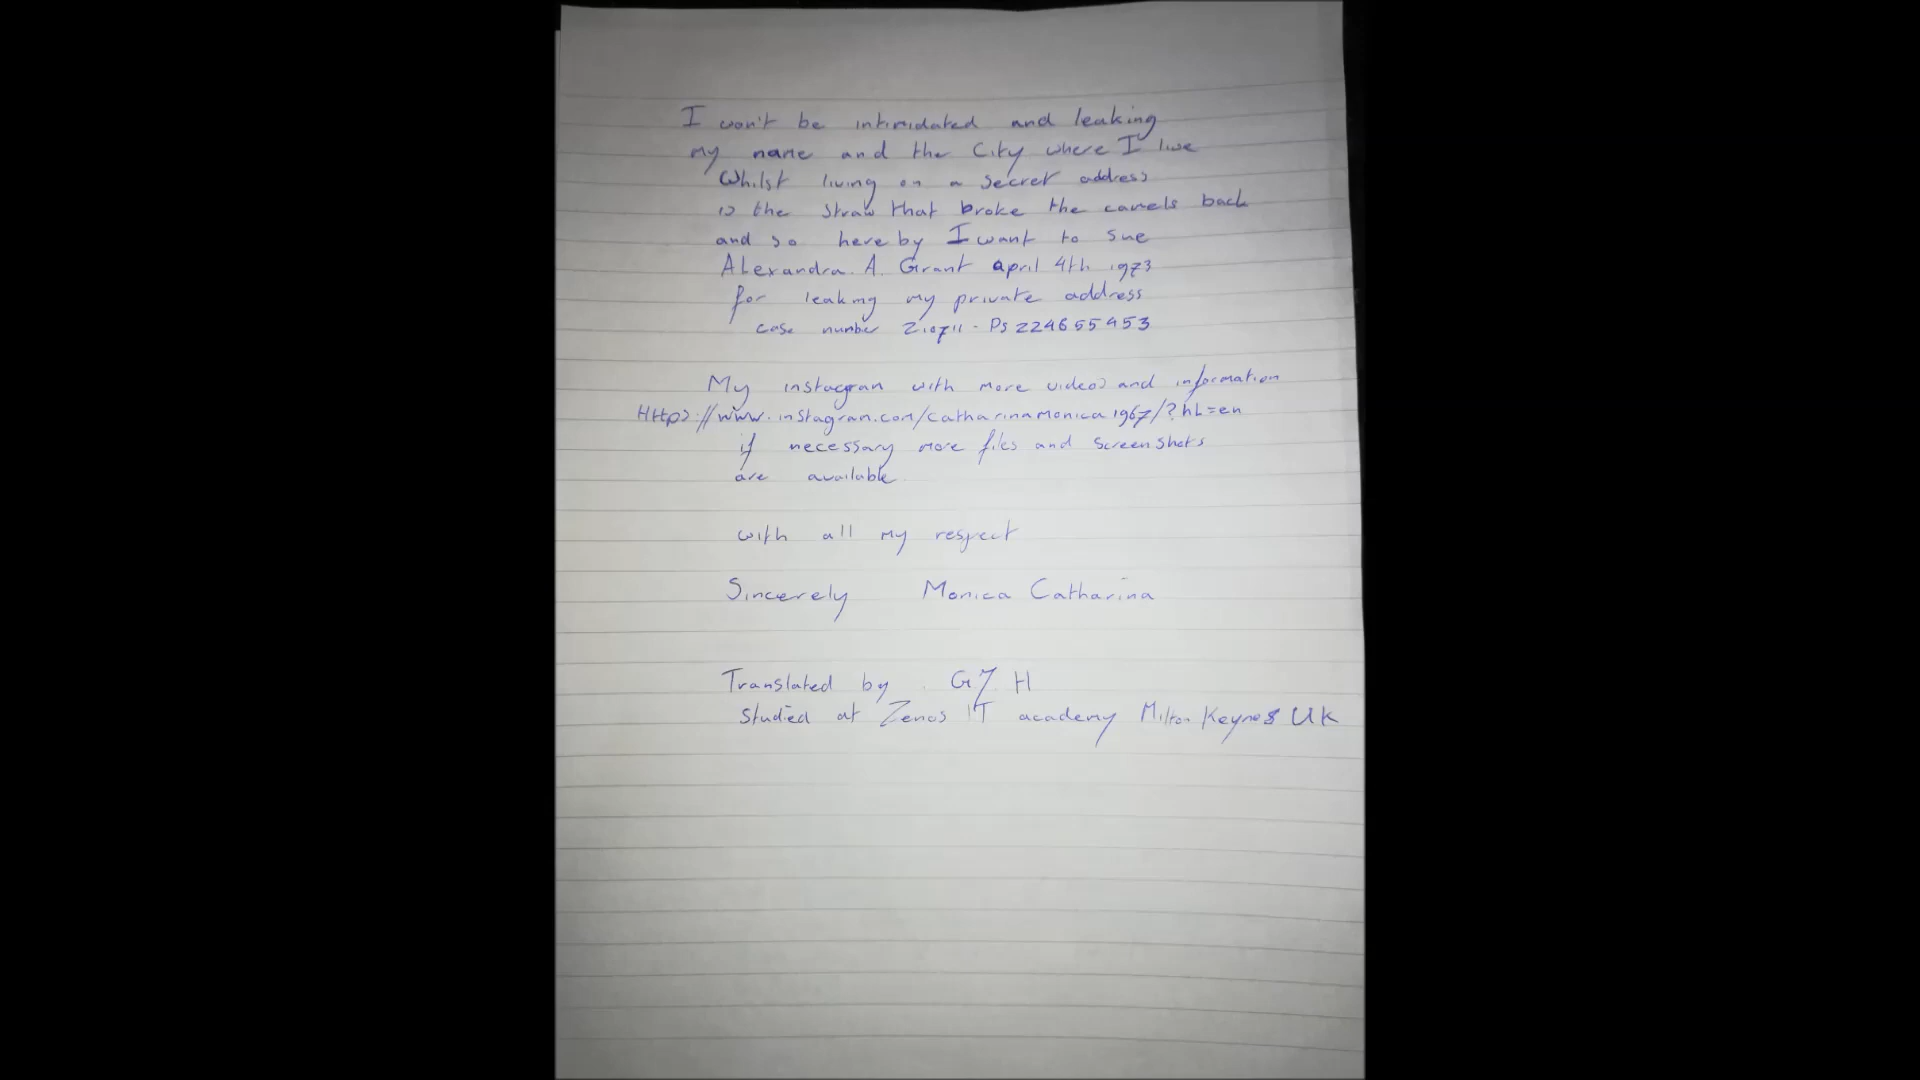 I won't be intimidated and leaking
my name and the City where I live
Whilst living on a secret address
is the straw that broke the camels back
and so here by I want to sue
Alexandra. A. Grant april 4th 1973
for leaking my private address
case number Z10711 - Ps 224655453
My instagram with more videos and information
Https://www.instagram.com/catharinamonica1967/?hl=en
if necessary more files and screenshots
are available.
with all my respect
Sincerely Monica Catharina
Translated by G7 H
Studied at Zenos IT academy Milton Keynes UK